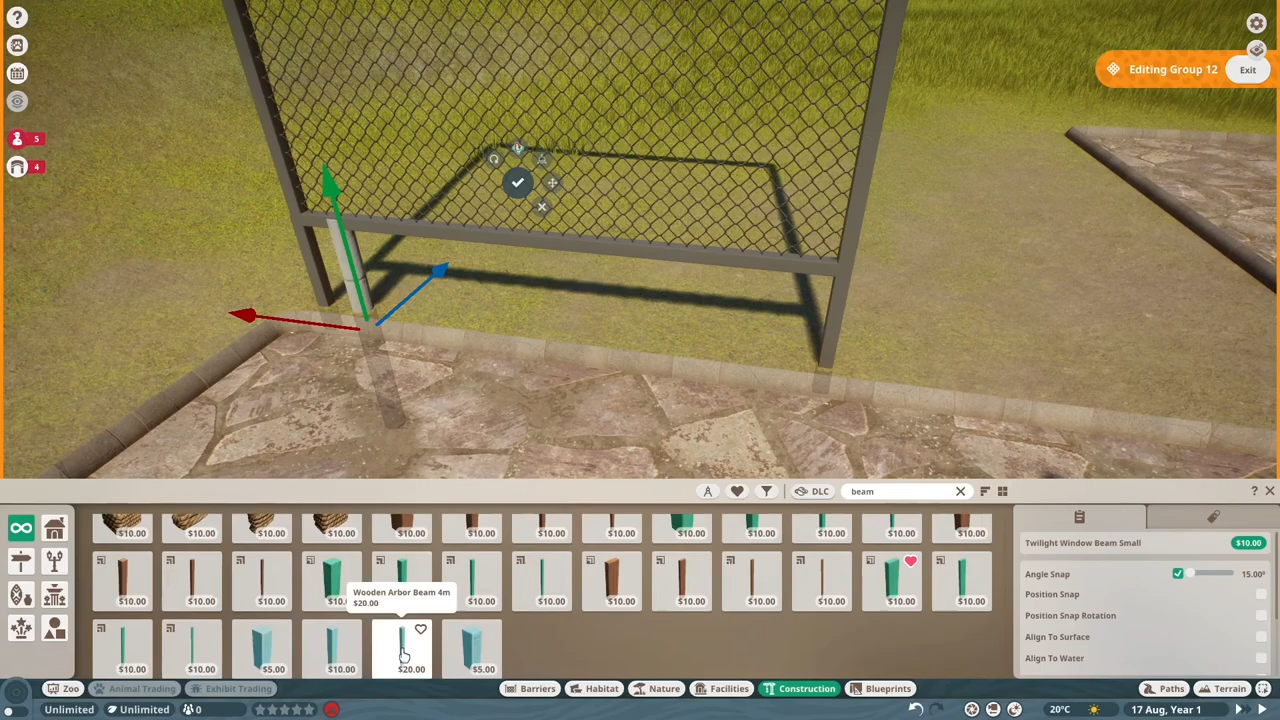 ?
Editing Group 12
Exit
5
4
DLC
beam
?
$10.00 $10.00 $10.00 $10.00 $10.00 $10.00 $10.00 $10.00 $10.00 $10.00 $10.00 $10.00 $10.00
Twilight Window Beam Small
$10.00
Angle Snap
15.00°
Position Snap
Position Snap Rotation
Align To Surface
Align To Water
Wooden Arbor Beam 4m
$20.00
$10.00 $10.00 $10.00 $10. $10.00 $10.00 $10.00 $10.00 $10.00 $10.00 $10.00 $10.00
$10.00 $10.00 $5.00 $10.00 $20.00 $5.00
Zoo
Animal Trading
Exhibit Trading
Barriers
Habitat
Nature
Facilities
Construction
Blueprints
Paths
Terrain
Unlimited
Unlimited
0
20°C
17 Aug, Year 1